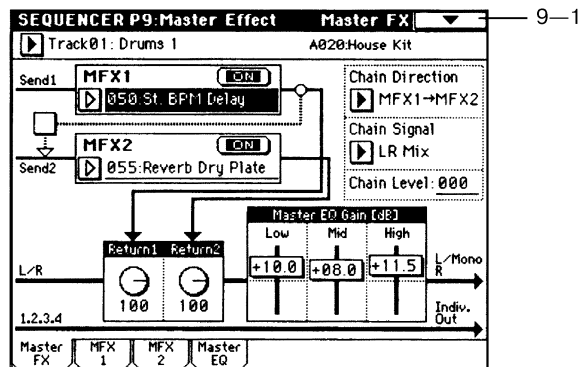 SEQUENCER P9:Master Effect Master FX
9—1
Track01: Drums 1 A020:House Kit
Send1
MFX1 ON
050:St. BPM Delay
Chain Direction
MFX1→MFX2
Chain Signal
LR Mix
Chain Level: 000
MFX2 ON
Send2
055:Reverb Dry Plate
Master EQ Gain [dB]
Low Mid High
Return1 Return2
L/R
+10.0 +08.0 +11.5
L/Mono
R
100 100
1.2.3.4
Indiv.
Out
Master FX
MFX 1
MFX 2
Master EQ